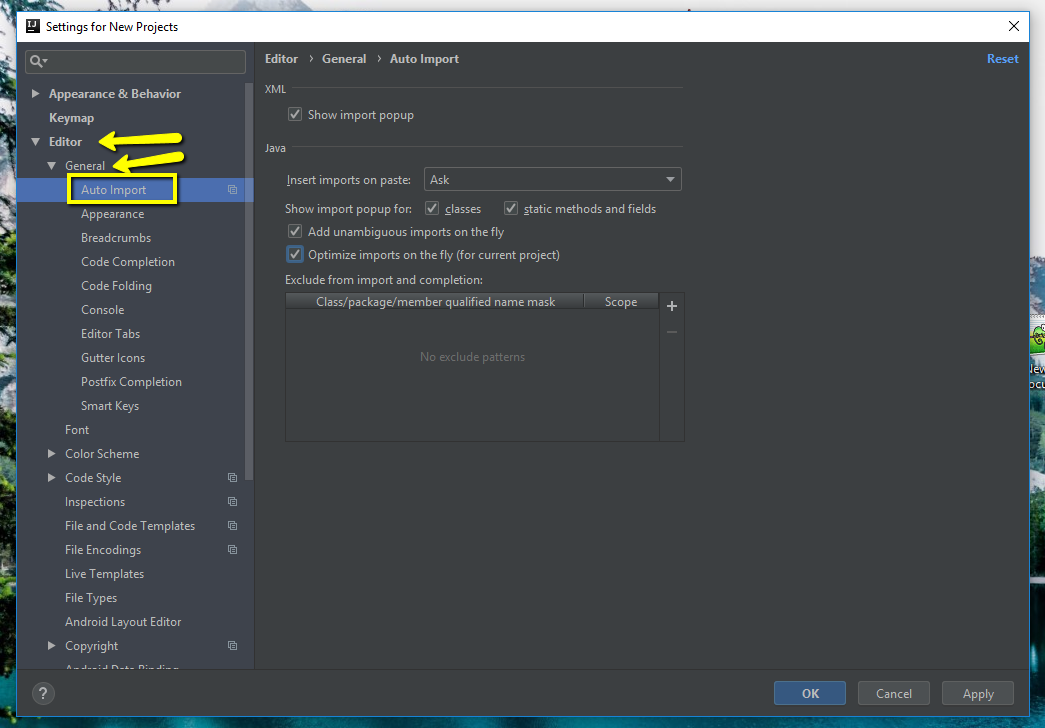 IJ
Settings for New Projects
Appearance & Behavior
Keymap
Editor
General
Auto Import
Appearance
Breadcrumbs
Code Completion
Code Folding
Console
Editor Tabs
Gutter Icons
Postfix Completion
Smart Keys
Font
Color Scheme
Code Style
Inspections
File and Code Templates
File Encodings
Live Templates
File Types
Android Layout Editor
Copyright
Android Data Binding
Editor › General › Auto Import
Reset
XML
Show import popup
Java
Insert imports on paste: Ask
Show import popup for: classes static methods and fields
Add unambiguous imports on the fly
Optimize imports on the fly (for current project)
Exclude from import and completion:
Class/package/member qualified name mask Scope
No exclude patterns
? OK Cancel Apply